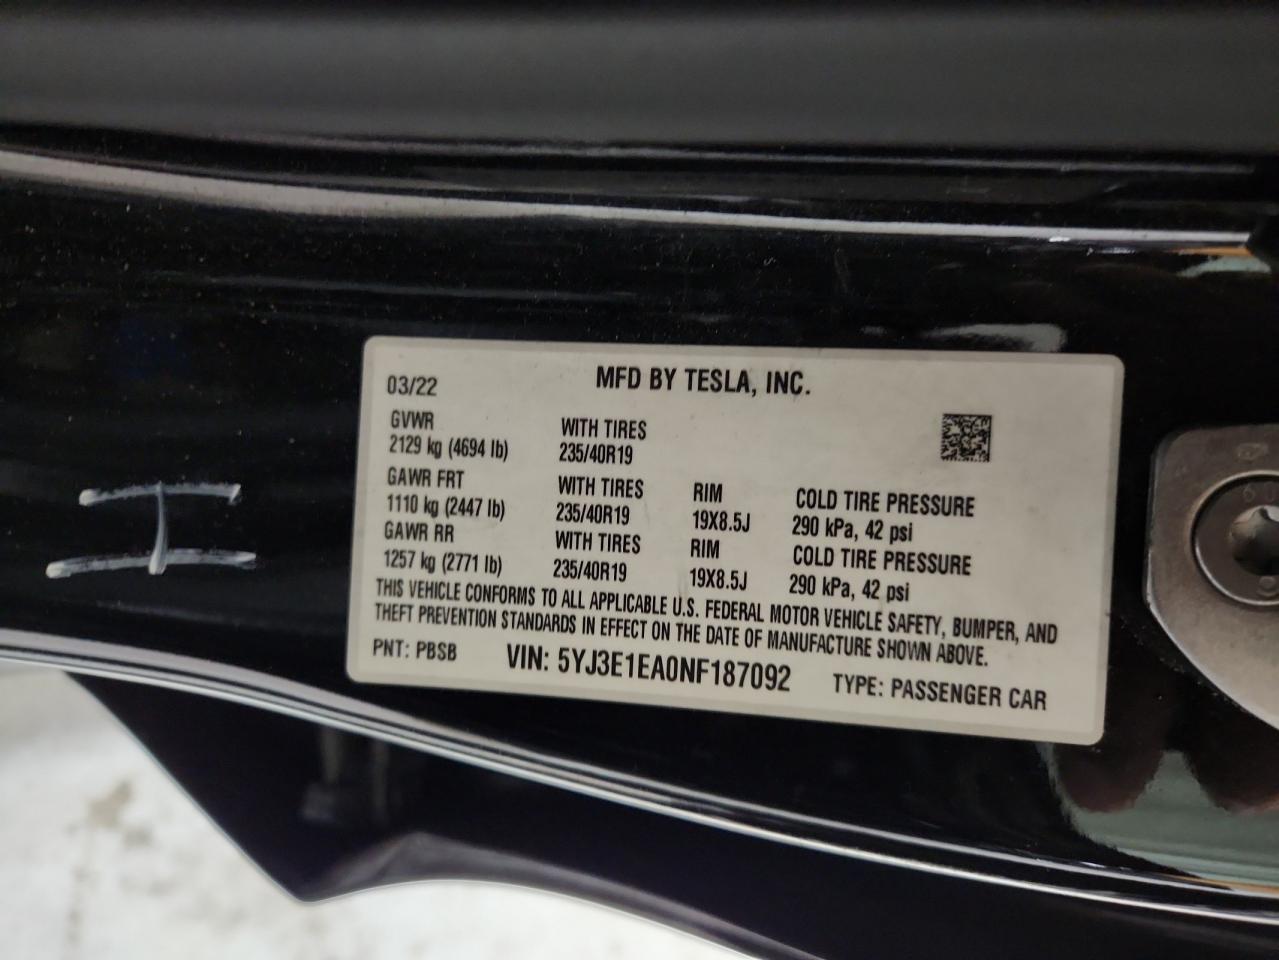 03/22 MFD BY TESLA, INC.
GVWR WITH TIRES
2129 kg (4694 lb) 235/40R19
GAWR FRT WITH TIRES RIM COLD TIRE PRESSURE
1110 kg (2447 lb) 235/40R19 19X8.5J 290 kPa, 42 psi
GAWR RR WITH TIRES RIM COLD TIRE PRESSURE
1257 kg (2771 lb) 235/40R19 19X8.5J 290 kPa, 42 psi
THIS VEHICLE CONFORMS TO ALL APPLICABLE U.S. FEDERAL MOTOR VEHICLE SAFETY, BUMPER, AND
THEFT PREVENTION STANDARDS IN EFFECT ON THE DATE OF MANUFACTURE SHOWN ABOVE.
PNT: PBSB VIN: 5YJ3E1EA0NF187092 TYPE: PASSENGER CAR
I